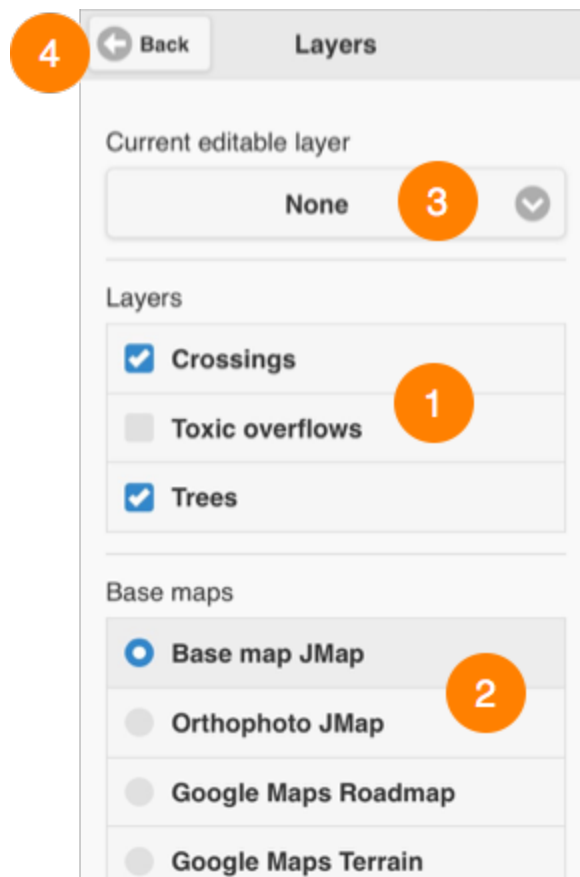 4
Back
Layers
Current editable layer
None
3
Layers
Crossings
1
Toxic overflows
Trees
Base maps
Base map JMap
2
Orthophoto JMap
Google Maps Roadmap
Google Maps Terrain